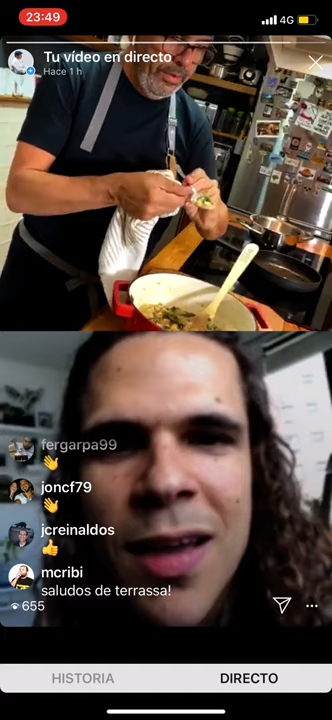 23:49
4G
Tu vídeo en directo
Hace 1 h
fergarpa99
👋
joncf79
👋
jcreinaldos
👍
mcribi
saludos de terrassa!
655
HISTORIA
DIRECTO